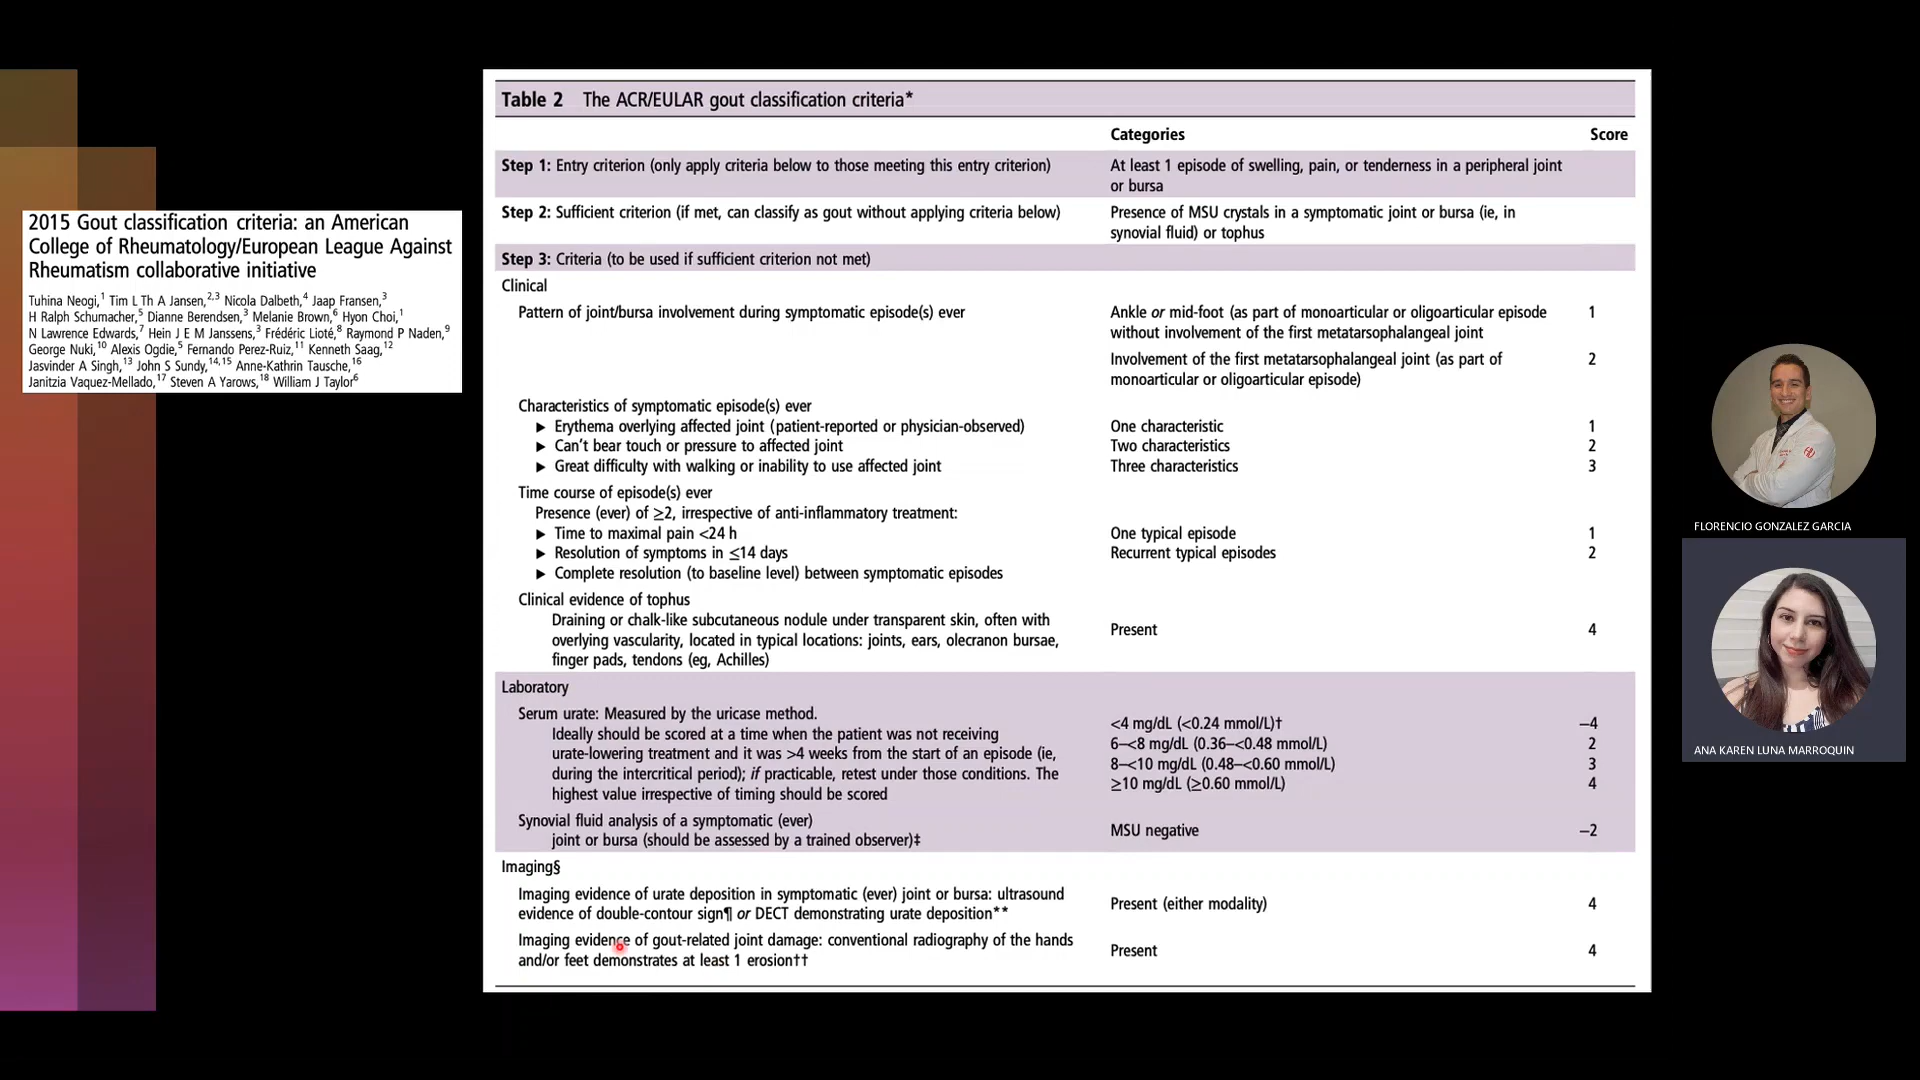 2015 Gout classification criteria: an American
College of Rheumatology/European League Against
Rheumatism collaborative initiative
Tuhina Neogi,1 Tim L Th A Jansen,2,3 Nicola Dalbeth,4 Jaap Fransen,3
H Ralph Schumacher,5 Dianne Berendsen,3 Melanie Brown,6 Hyon Choi,1
N Lawrence Edwards,7 Hein J E M Janssens,3 Frédéric Lioté,8 Raymond P Naden,9
George Nuki,10 Alexis Ogdie,5 Fernando Perez-Ruiz,11 Kenneth Saag,12
Jasvinder A Singh,13 John S Sundy,14,15 Anne-Kathrin Tausche,16
Janitzia Vaquez-Mellado,17 Steven A Yarows,18 William J Taylor6
Table 2 The ACR/EULAR gout classification criteria*
Categories Score
Step 1: Entry criterion (only apply criteria below to those meeting this entry criterion) At least 1 episode of swelling, pain, or tenderness in a peripheral joint
or bursa
Step 2: Sufficient criterion (if met, can classify as gout without applying criteria below) Presence of MSU crystals in a symptomatic joint or bursa (ie, in
synovial fluid) or tophus
Step 3: Criteria (to be used if sufficient criterion not met)
Clinical
Pattern of joint/bursa involvement during symptomatic episode(s) ever Ankle or mid-foot (as part of monoarticular or oligoarticular episode 1
without involvement of the first metatarsophalangeal joint
Involvement of the first metatarsophalangeal joint (as part of 2
monoarticular or oligoarticular episode)
Characteristics of symptomatic episode(s) ever
► Erythema overlying affected joint (patient-reported or physician-observed) One characteristic 1
► Can't bear touch or pressure to affected joint Two characteristics 2
► Great difficulty with walking or inability to use affected joint Three characteristics 3
Time course of episode(s) ever
Presence (ever) of ≥2, irrespective of anti-inflammatory treatment:
► Time to maximal pain <24 h One typical episode 1
► Resolution of symptoms in ≤14 days Recurrent typical episodes 2
► Complete resolution (to baseline level) between symptomatic episodes
Clinical evidence of tophus
Draining or chalk-like subcutaneous nodule under transparent skin, often with
overlying vascularity, located in typical locations: joints, ears, olecranon bursae, Present 4
finger pads, tendons (eg, Achilles)
Laboratory
Serum urate: Measured by the uricase method. <4 mg/dL (<0.24 mmol/L)† −4
Ideally should be scored at a time when the patient was not receiving 6–<8 mg/dL (0.36–<0.48 mmol/L) 2
urate-lowering treatment and it was >4 weeks from the start of an episode (ie, 8–<10 mg/dL (0.48–<0.60 mmol/L) 3
during the intercritical period); if practicable, retest under those conditions. The ≥10 mg/dL (≥0.60 mmol/L) 4
highest value irrespective of timing should be scored
Synovial fluid analysis of a symptomatic (ever) MSU negative −2
joint or bursa (should be assessed by a trained observer)‡
Imaging§
Imaging evidence of urate deposition in symptomatic (ever) joint or bursa: ultrasound Present (either modality) 4
evidence of double-contour sign¶ or DECT demonstrating urate deposition**
Imaging evidence of gout-related joint damage: conventional radiography of the hands Present 4
and/or feet demonstrates at least 1 erosion††
FLORENCIO GONZALEZ GARCIA
ANA KAREN LUNA MARROQUIN